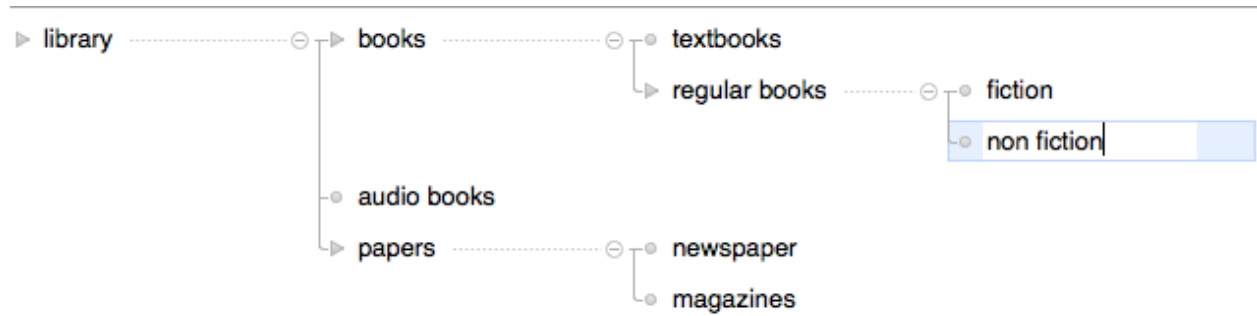 library books textbooks
regular books fiction
non fiction
audio books
papers newspaper
magazines